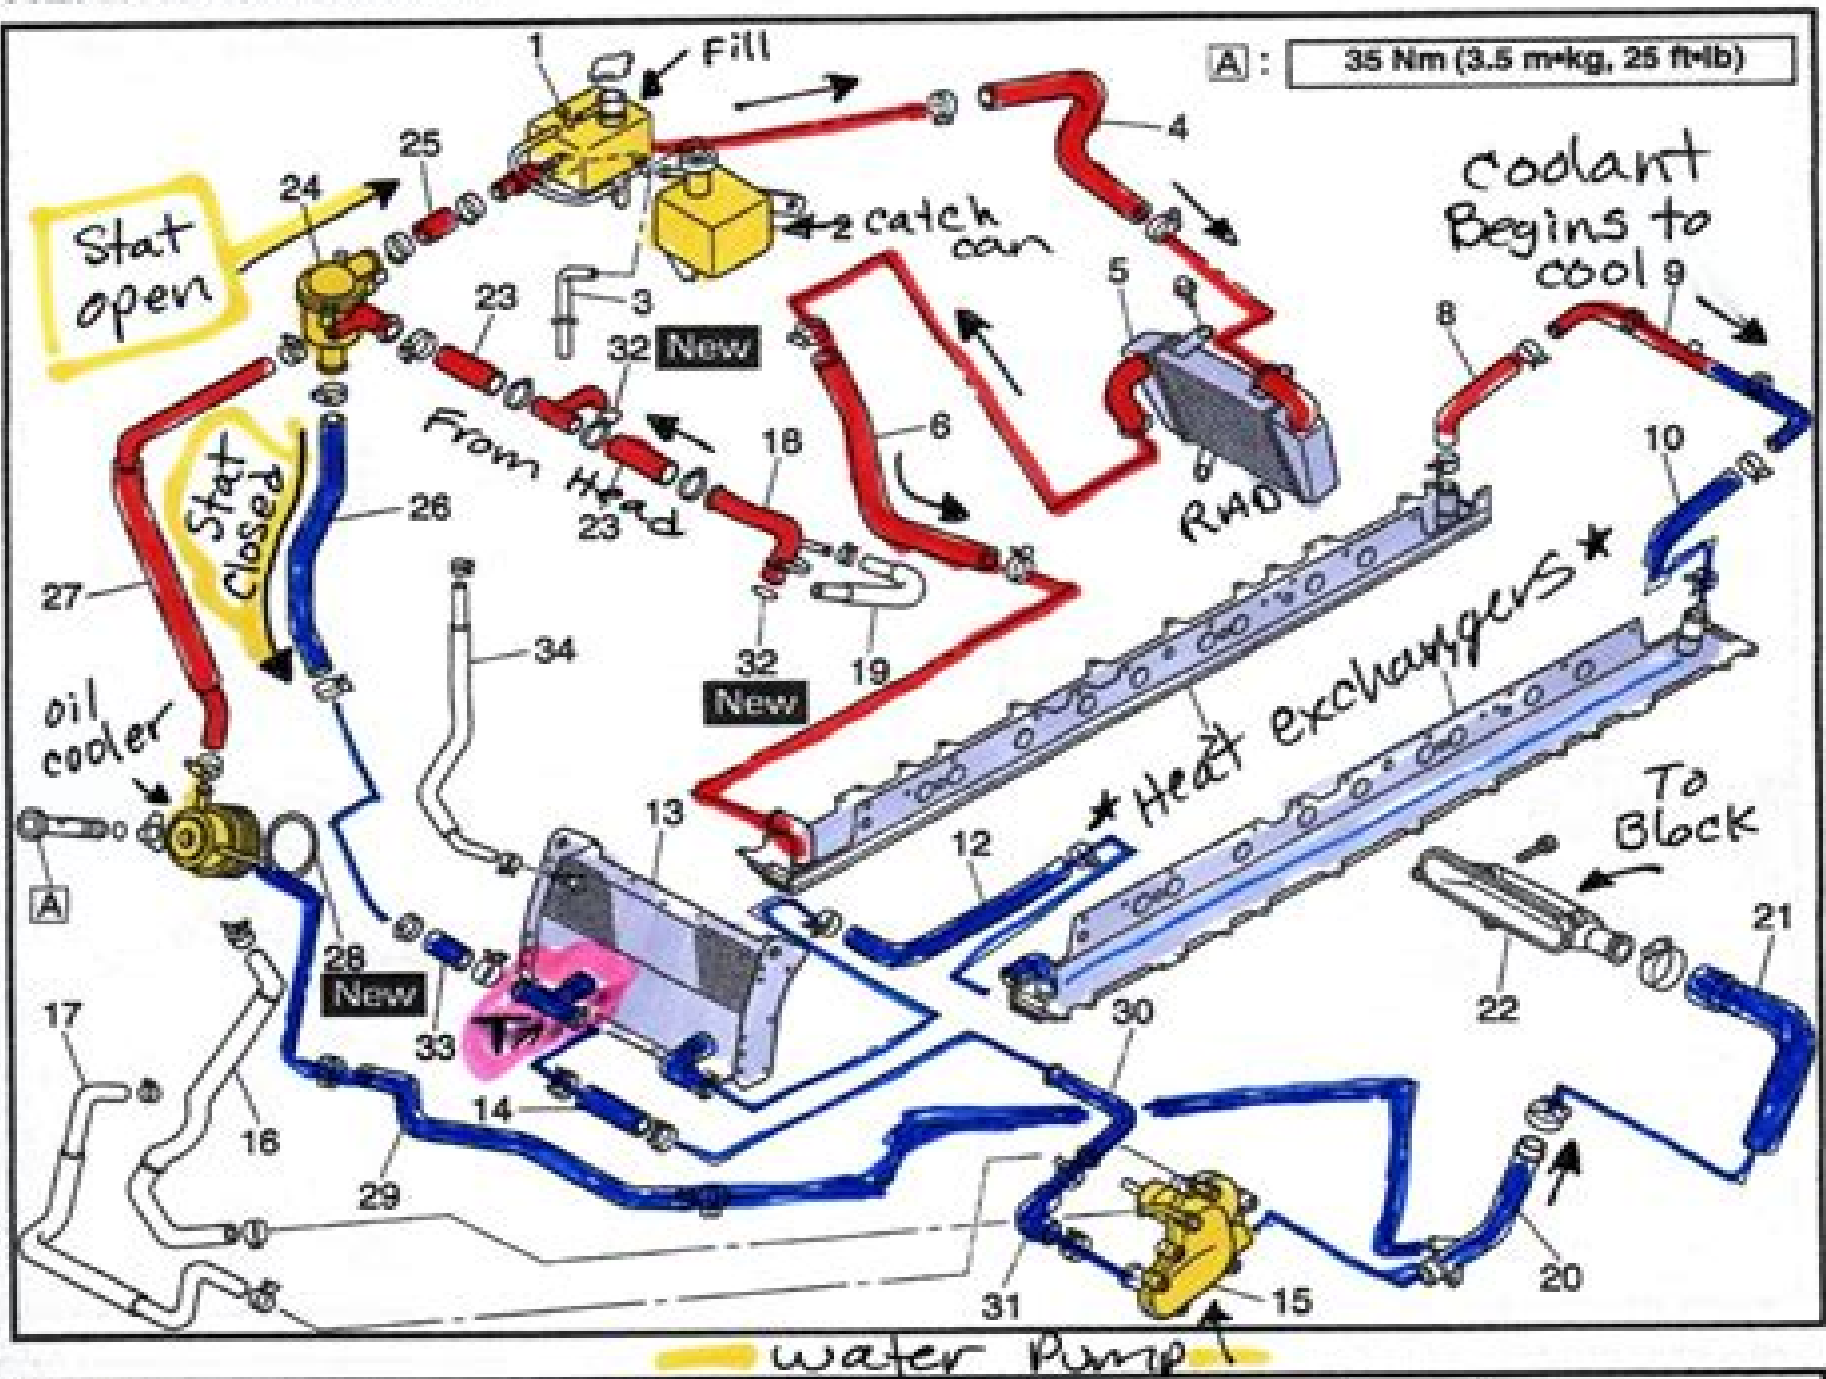 1
Fill
A : 35 Nm (3.5 m•kg, 25 ft•lb)
25
4
24
Stat
open
2 catch
can
coolant
Begins to
cool
9
5
3
23
8
32 New
From
Head
6
18
10
RAD
Stat
Closed
26
23
27
34
32
New
19
Heat exchangers
oil
cooler
13
To
Block
12
A
28
New
21
22
33
T
30
17
14
16
29
20
31
15
water Pump